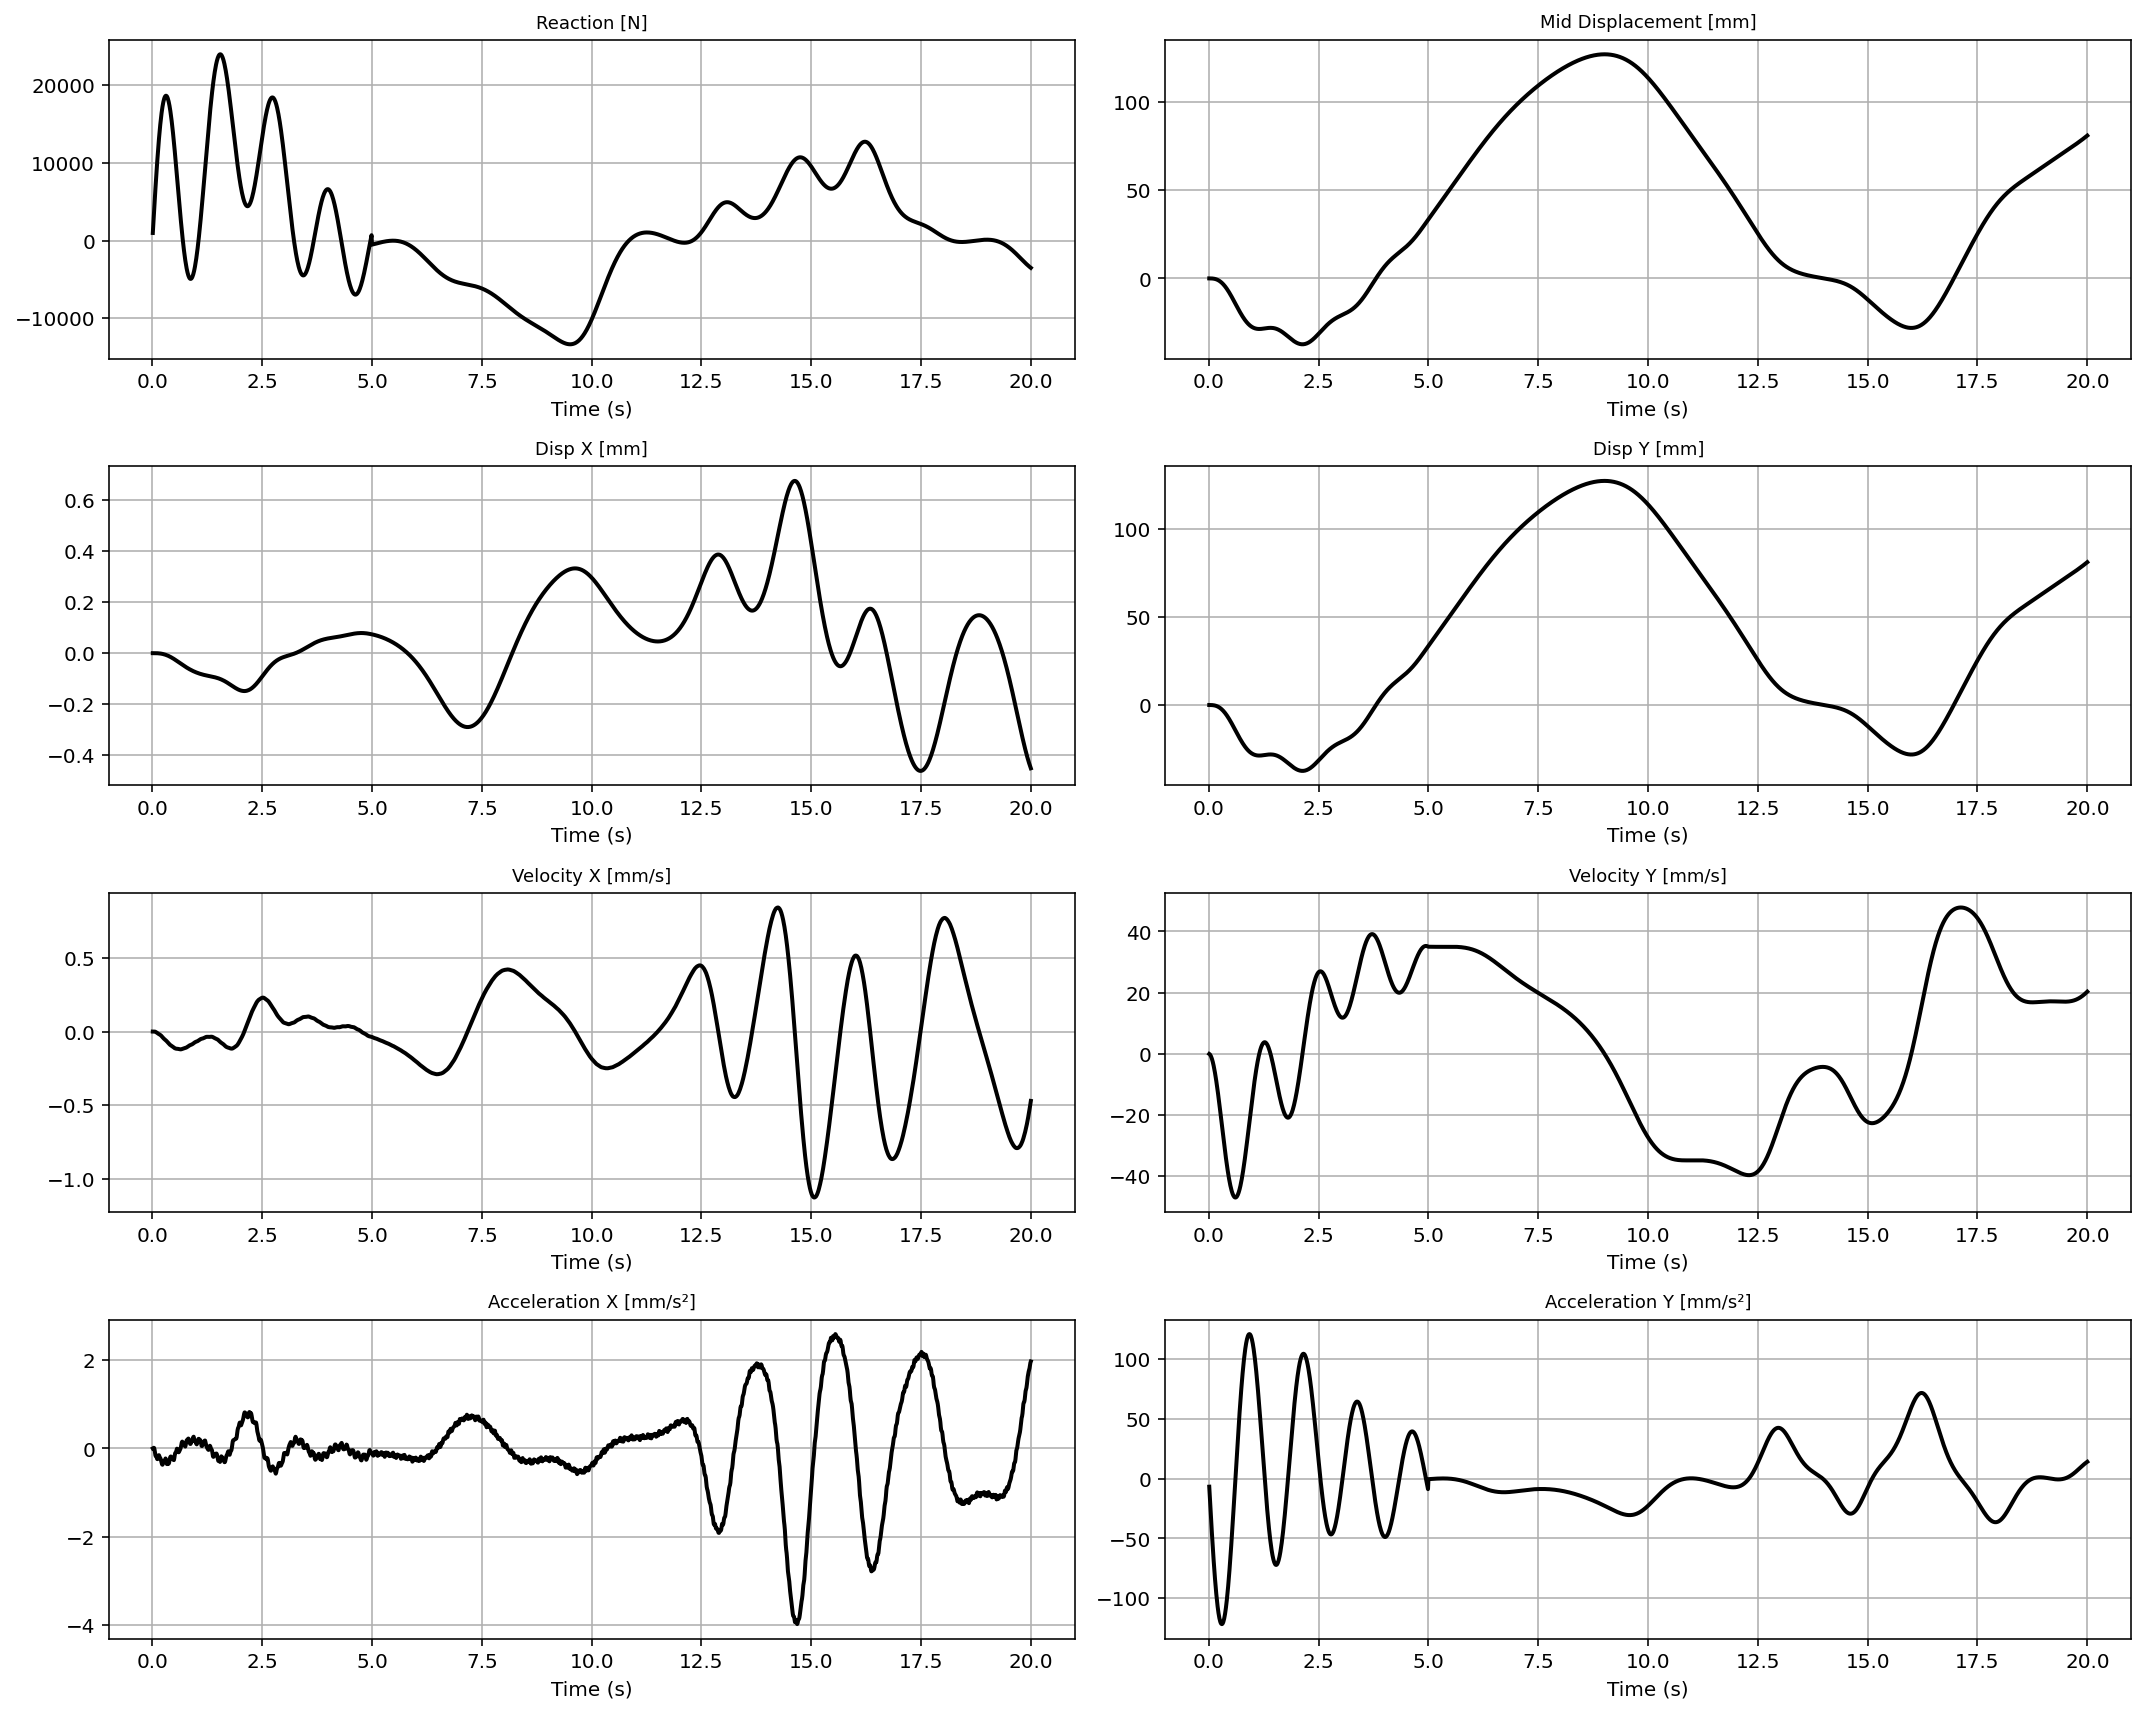 Reaction [N]
20000
10000
0
−10000
0.0 2.5 5.0 7.5 10.0 12.5 15.0 17.5 20.0
Time (s)
Mid Displacement [mm]
100
50
0
0.0 2.5 5.0 7.5 10.0 12.5 15.0 17.5 20.0
Time (s)
Disp X [mm]
0.6
0.4
0.2
0.0
−0.2
−0.4
0.0 2.5 5.0 7.5 10.0 12.5 15.0 17.5 20.0
Time (s)
Disp Y [mm]
100
50
0
0.0 2.5 5.0 7.5 10.0 12.5 15.0 17.5 20.0
Time (s)
Velocity X [mm/s]
0.5
0.0
−0.5
−1.0
0.0 2.5 5.0 7.5 10.0 12.5 15.0 17.5 20.0
Time (s)
Velocity Y [mm/s]
40
20
0
−20
−40
0.0 2.5 5.0 7.5 10.0 12.5 15.0 17.5 20.0
Time (s)
Acceleration X [mm/s²]
2
0
−2
−4
0.0 2.5 5.0 7.5 10.0 12.5 15.0 17.5 20.0
Time (s)
Acceleration Y [mm/s²]
100
50
0
−50
−100
0.0 2.5 5.0 7.5 10.0 12.5 15.0 17.5 20.0
Time (s)